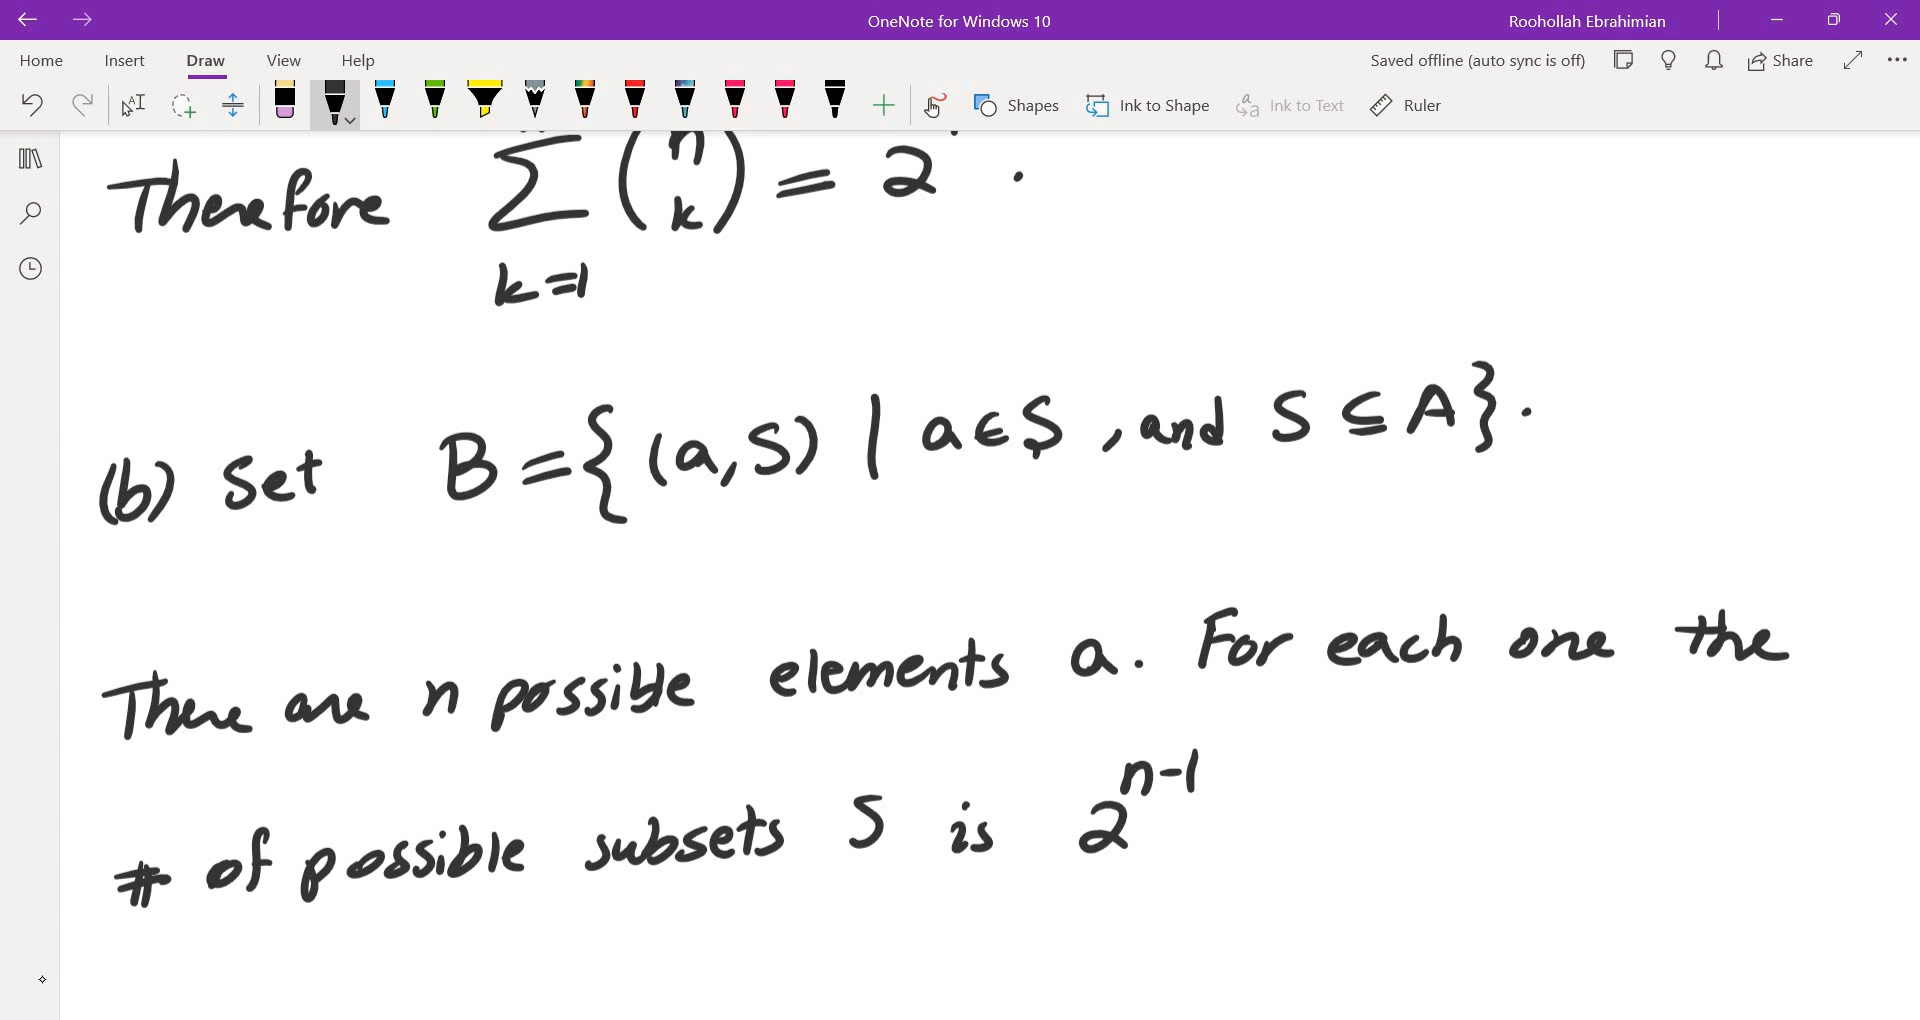 OneNote for Windows 10
Roohollah Ebrahimian
Home Insert Draw View Help
Saved offline (auto sync is off) Share
Shapes Ink to Shape Ink to Text Ruler
Therefore ∑ (n k) = 2 .
k=1
(b) Set B = { (a, S) | a ∈ S , and S ⊆ A } .
There are n possible elements a. For each one the
# of possible subsets S is 2^{n-1}